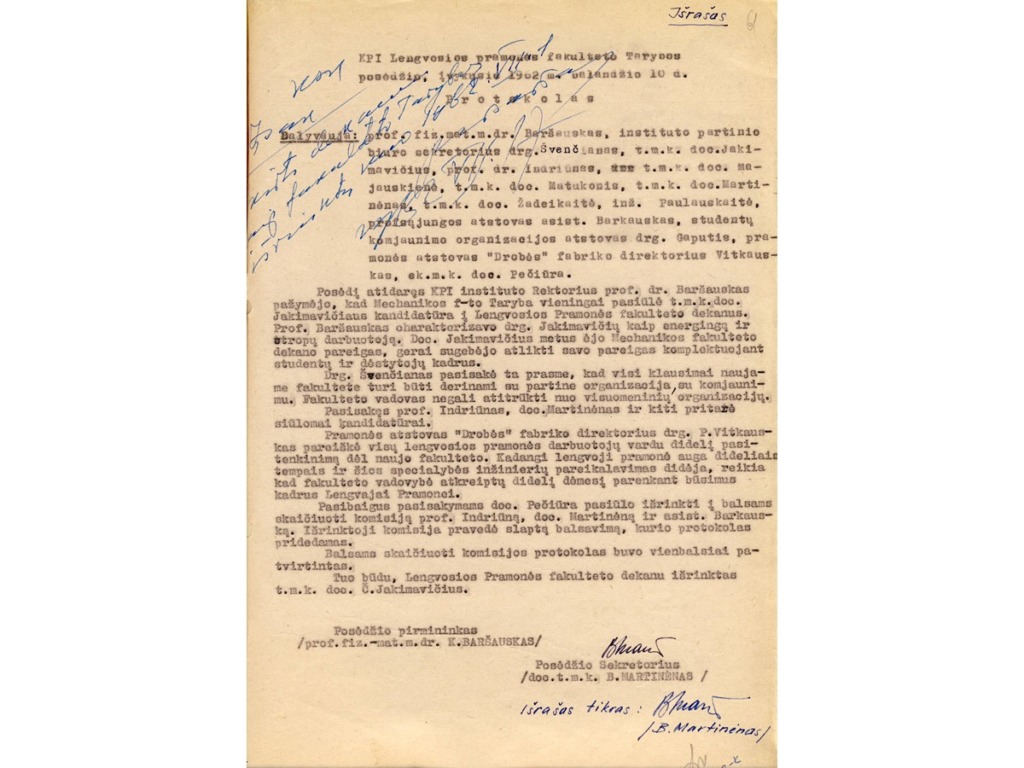 Išrašas
KPI Lengvosios pramonės fakulteto Tarybos
posėdžio, įvykusio 1962 m. balandžio 10 d.
Protokolas
Dalyvauja: prof. fiz.mat.m.dr. Baršauskas, instituto partinio
biuro sekretorius drg. Švenčianas, t.m.k. doc.Jaki-
mavičius, prof. dr. Indriūnas, t.m.k. doc. Ma-
jauskienė, t.m.k. doc. Matukonis, t.m.k. doc.Marti-
nėnas, t.m.k. doc. Žadeikaitė, inž. Paulauskaitė,
profsąjungos atstovas asist. Barkauskas, studentų
komjaunimo organizacijos atstovas drg. Gaputis, pra-
monės atstovas "Drobės" fabriko direktorius Vitkaus-
kas, ek.m.k. doc. Pečiūra.
Posėdį atidaręs KPI instituto Rektorius prof. dr. Baršauskas
pažymėjo, kad Mechanikos f-to Taryba vieningai pasiūlė t.m.k.doc.
Jakimavičiaus kandidatūrą į Lengvosios Pramonės fakulteto dekanus.
Prof. Baršauskas charakterizavo drg. Jakimavičių kaip energingą ir
stropų darbuotoją. Doc. Jakimavičius metus ėjo Mechanikos fakulteto
dekano pareigas, gerai sugebėjo atlikti savo pareigas komplektuojant
studentų ir dėstytojų kadrus.
Drg. Švenčianas pasisakė ta prasme, kad visi klausimai nauja-
me fakultete turi būti derinami su partine organizacija, su komjauni-
mu. Fakulteto vadovas negali atitrūkti nuo visuomeninių organizacijų.
Pasisakęs prof. Indriūnas, doc.Martinėnas ir kiti pritarė
siūlomai kandidatūrai.
Pramonės atstovas "Drobės" fabriko direktorius drg. P.Vitkaus-
kas pareiškė visų lengvosios pramonės darbuotojų vardu didelį pasi-
tenkinimą dėl naujo fakulteto. Kadangi lengvoji pramonė auga dideliais
tempais ir šios specialybės inžinierių pareikalavimas didėja, reikia
kad fakulteto vadovybė atkreiptų didelį dėmesį parenkant būsimus
kadrus Lengvajai Pramonei.
Pasibaigus pasisakymams doc. Pečiūra pasiūlo išrinkti į balsams
skaičiuoti komisiją prof. Indriūną, doc. Martinėną ir asist. Barkaus-
ką. Išrinktoji komisija pravedė slaptą balsavimą, kurio protokolas
pridedamas.
Balsams skaičiuoti komisijos protokolas buvo vienbalsiai pa-
tvirtintas.
Tuo būdu, Lengvosios Pramonės fakulteto dekanu išrinktas
t.m.k. doc. Č.Jakimavičius.
Posėdžio pirmininkas
/prof.fiz.-mat.m.dr. K.BARŠAUSKAS/
Posėdžio Sekretorius
/doc.t.m.k. B.MARTINĖNAS /
Išrašas tikras:
/B.Martinėnas/